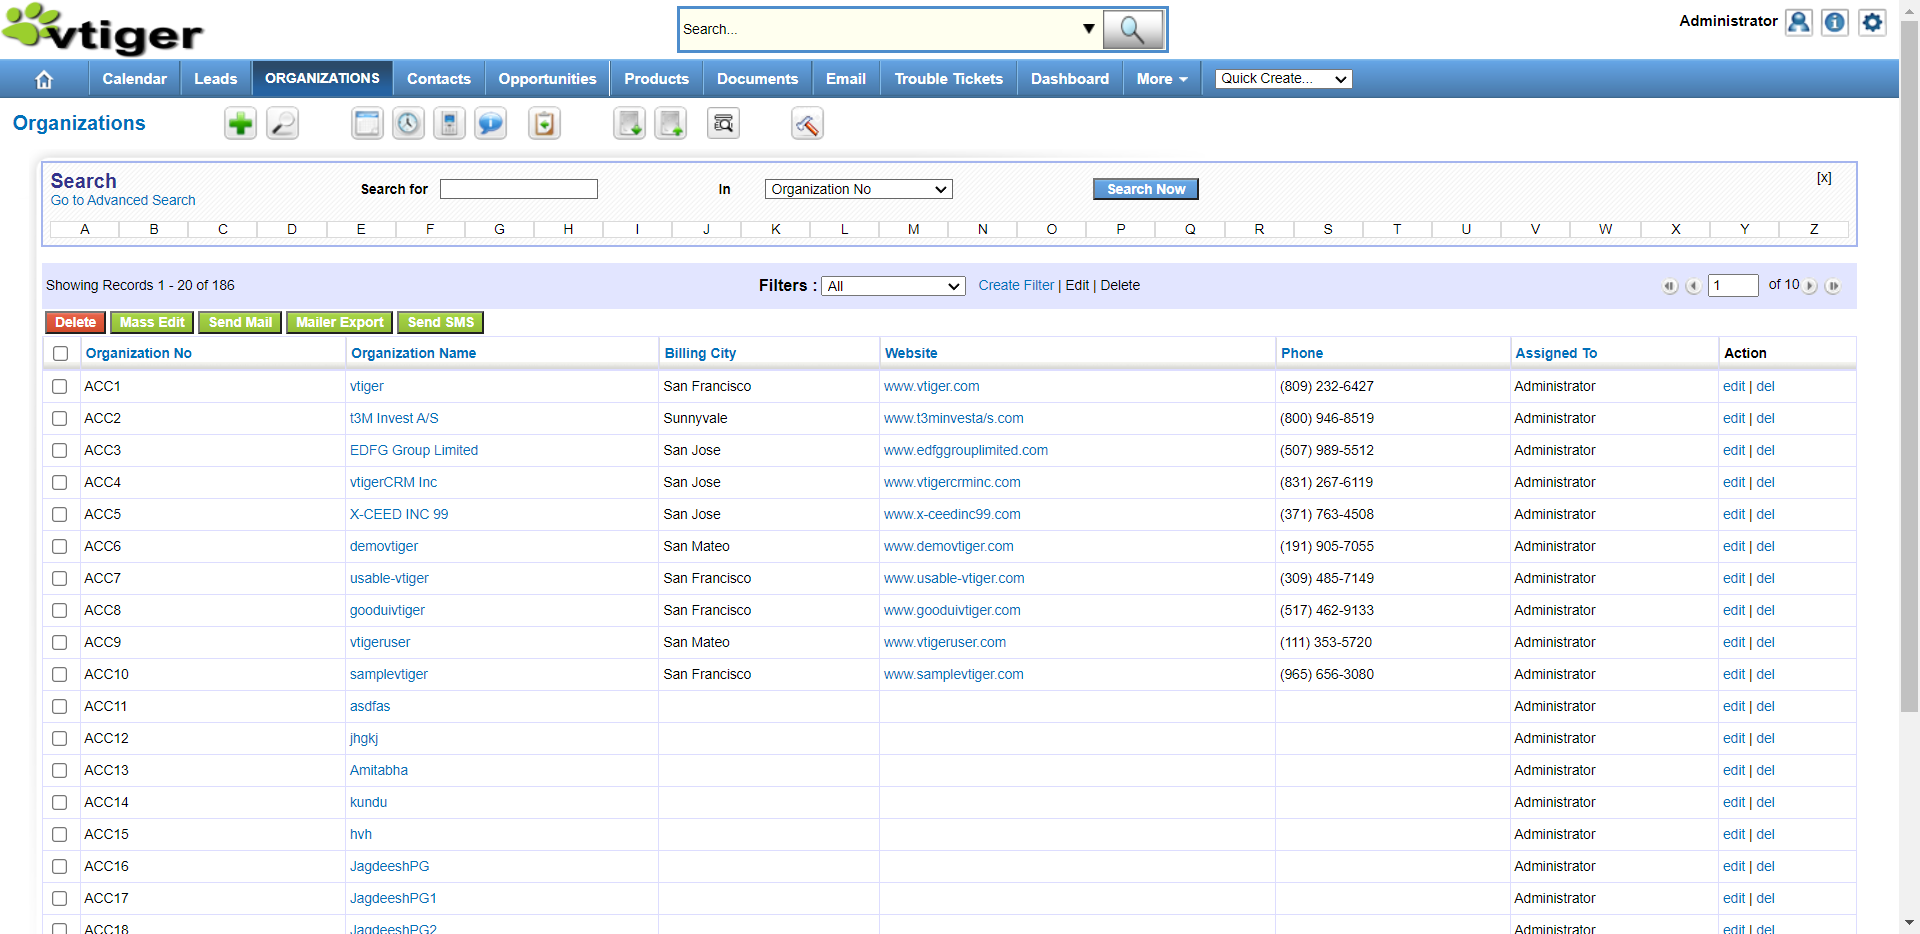 vtiger
Search...
Administrator
Calendar Leads ORGANIZATIONS Contacts Opportunities Products Documents Email Trouble Tickets Dashboard More Quick Create...
Organizations
Search
Go to Advanced Search
Search for In Organization No Search Now [x]
A B C D E F G H I J K L M N O P Q R S T U V W X Y Z
Showing Records 1 - 20 of 186 Filters : All Create Filter | Edit | Delete 1 of 10
Delete Mass Edit Send Mail Mailer Export Send SMS
Organization No Organization Name Billing City Website Phone Assigned To Action
ACC1 vtiger San Francisco www.vtiger.com (809) 232-6427 Administrator edit | del
ACC2 t3M Invest A/S Sunnyvale www.t3minvesta/s.com (800) 946-8519 Administrator edit | del
ACC3 EDFG Group Limited San Jose www.edfggrouplimited.com (507) 989-5512 Administrator edit | del
ACC4 vtigerCRM Inc San Jose www.vtigercrminc.com (831) 267-6119 Administrator edit | del
ACC5 X-CEED INC 99 San Jose www.x-ceedinc99.com (371) 763-4508 Administrator edit | del
ACC6 demovtiger San Mateo www.demovtiger.com (191) 905-7055 Administrator edit | del
ACC7 usable-vtiger San Francisco www.usable-vtiger.com (309) 485-7149 Administrator edit | del
ACC8 gooduivtiger San Francisco www.gooduivtiger.com (517) 462-9133 Administrator edit | del
ACC9 vtigeruser San Mateo www.vtigeruser.com (111) 353-5720 Administrator edit | del
ACC10 samplevtiger San Francisco www.samplevtiger.com (965) 656-3080 Administrator edit | del
ACC11 asdfas Administrator edit | del
ACC12 jhgkj Administrator edit | del
ACC13 Amitabha Administrator edit | del
ACC14 kundu Administrator edit | del
ACC15 hvh Administrator edit | del
ACC16 JagdeeshPG Administrator edit | del
ACC17 JagdeeshPG1 Administrator edit | del
ACC18 JagdeeshPG2 Administrator edit | del